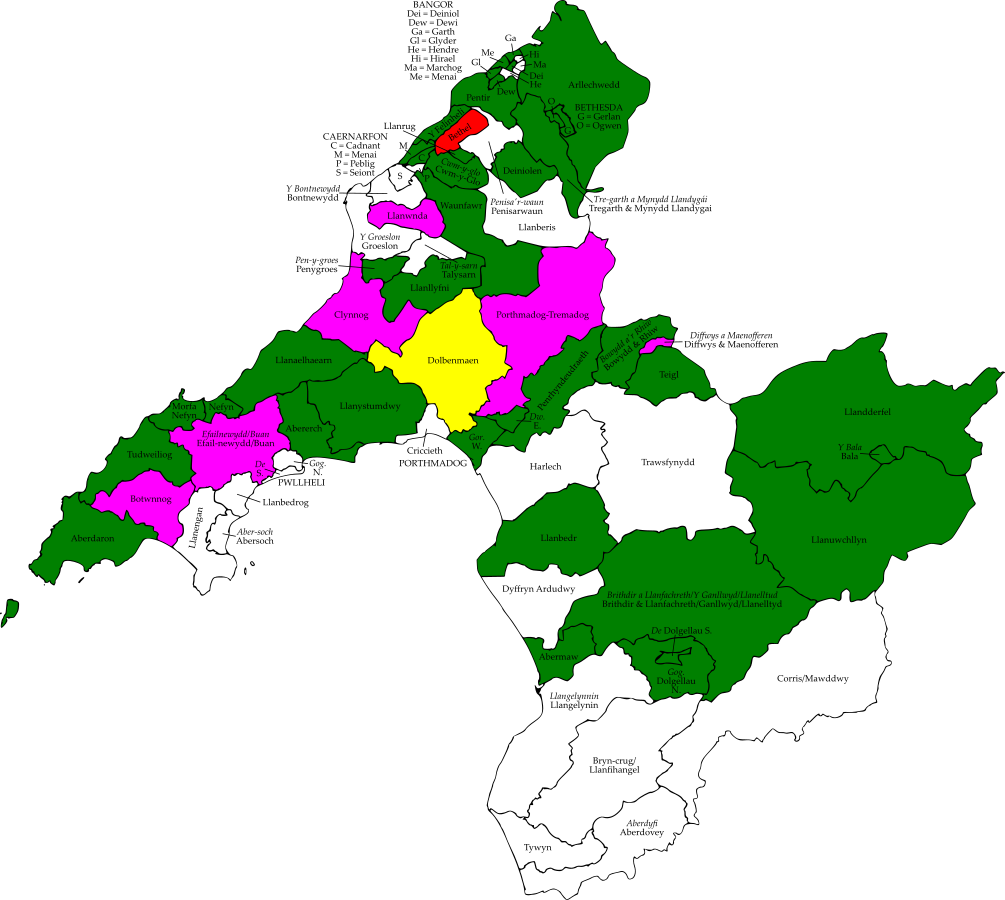 BANGOR
Dei = Deiniol
Dew = Dewi
Ga = Garth
Gl = Glyder
He = Hendre
Hi = Hirael
Ma = Marchog
Me = Menai
Ga
Me
Hi
Gl
Ma
Dei
He
Dew
Pentir
Arllechwedd
O
BETHESDA
G = Gerlan
O = Ogwen
G
Llanrug
Y Felinheli
Bethel
CAERNARFON
C = Cadnant
M = Menai
P = Peblig
S = Seiont
M
C
P
S
Cwm-y-glo
Cwm-y-Glo
Deiniolen
Y Bontnewydd
Bontnewydd
Waunfawr
Penisa'r-waun
Penisarwaun
Tre-garth a Mynydd Llandygái
Tregarth & Mynydd Llandygai
Llanwnda
Llanberis
Y Groeslon
Groeslon
Pen-y-groes
Penygroes
Tal-y-sarn
Talysarn
Llanllyfni
Clynnog
Porthmadog-Tremadog
Dolbenmaen
Bowydd a'r Rhiw
Bowydd & Rhiw
Diffwys a Maenofferen
Diffwys & Maenofferen
Teigl
Penrhyndeudraeth
Llanaelhaearn
Llanystumdwy
Morfa
Nefyn
Nefyn
Abererch
Efailnewydd/Buan
Efail-newydd/Buan
Tudweiliog
De
S.
Gog.
N.
PWLLHELI
Criccieth
PORTHMADOG
Gor.
W.
Dw.
E.
Harlech
Trawsfynydd
Llandderfel
Y Bala
Bala
Botwnnog
Llanbedrog
Llanengan
Aber-soch
Abersoch
Aberdaron
Llanbedr
Llanuwchllyn
Dyffryn Ardudwy
Brithdir a Llanfachreth/Y Ganllwyd/Llanelltud
Brithdir & Llanfachreth/Ganllwyd/Llanelltyd
De Dolgellau S.
Abermaw
Gog.
Dolgellau
N.
Corris/Mawddwy
Llangelynnin
Llangelynin
Bryn-crug/
Llanfihangel
Aberdyfi
Aberdovey
Tywyn